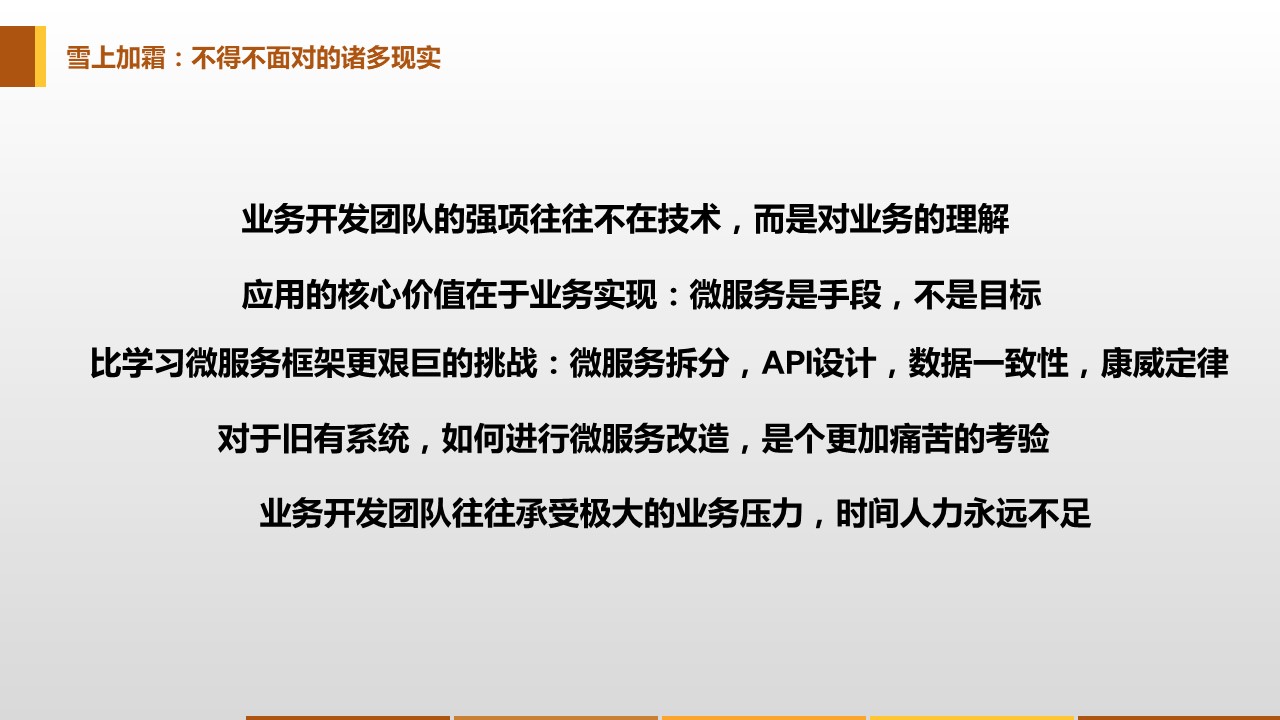 雪上加霜：不得不面对的诸多现实
业务开发团队的强项往往不在技术，而是对业务的理解
应用的核心价值在于业务实现：微服务是手段，不是目标
比学习微服务框架更艰巨的挑战：微服务拆分，API设计，数据一致性，康威定律
对于旧有系统，如何进行微服务改造，是个更加痛苦的考验
业务开发团队往往承受极大的业务压力，时间人力永远不足